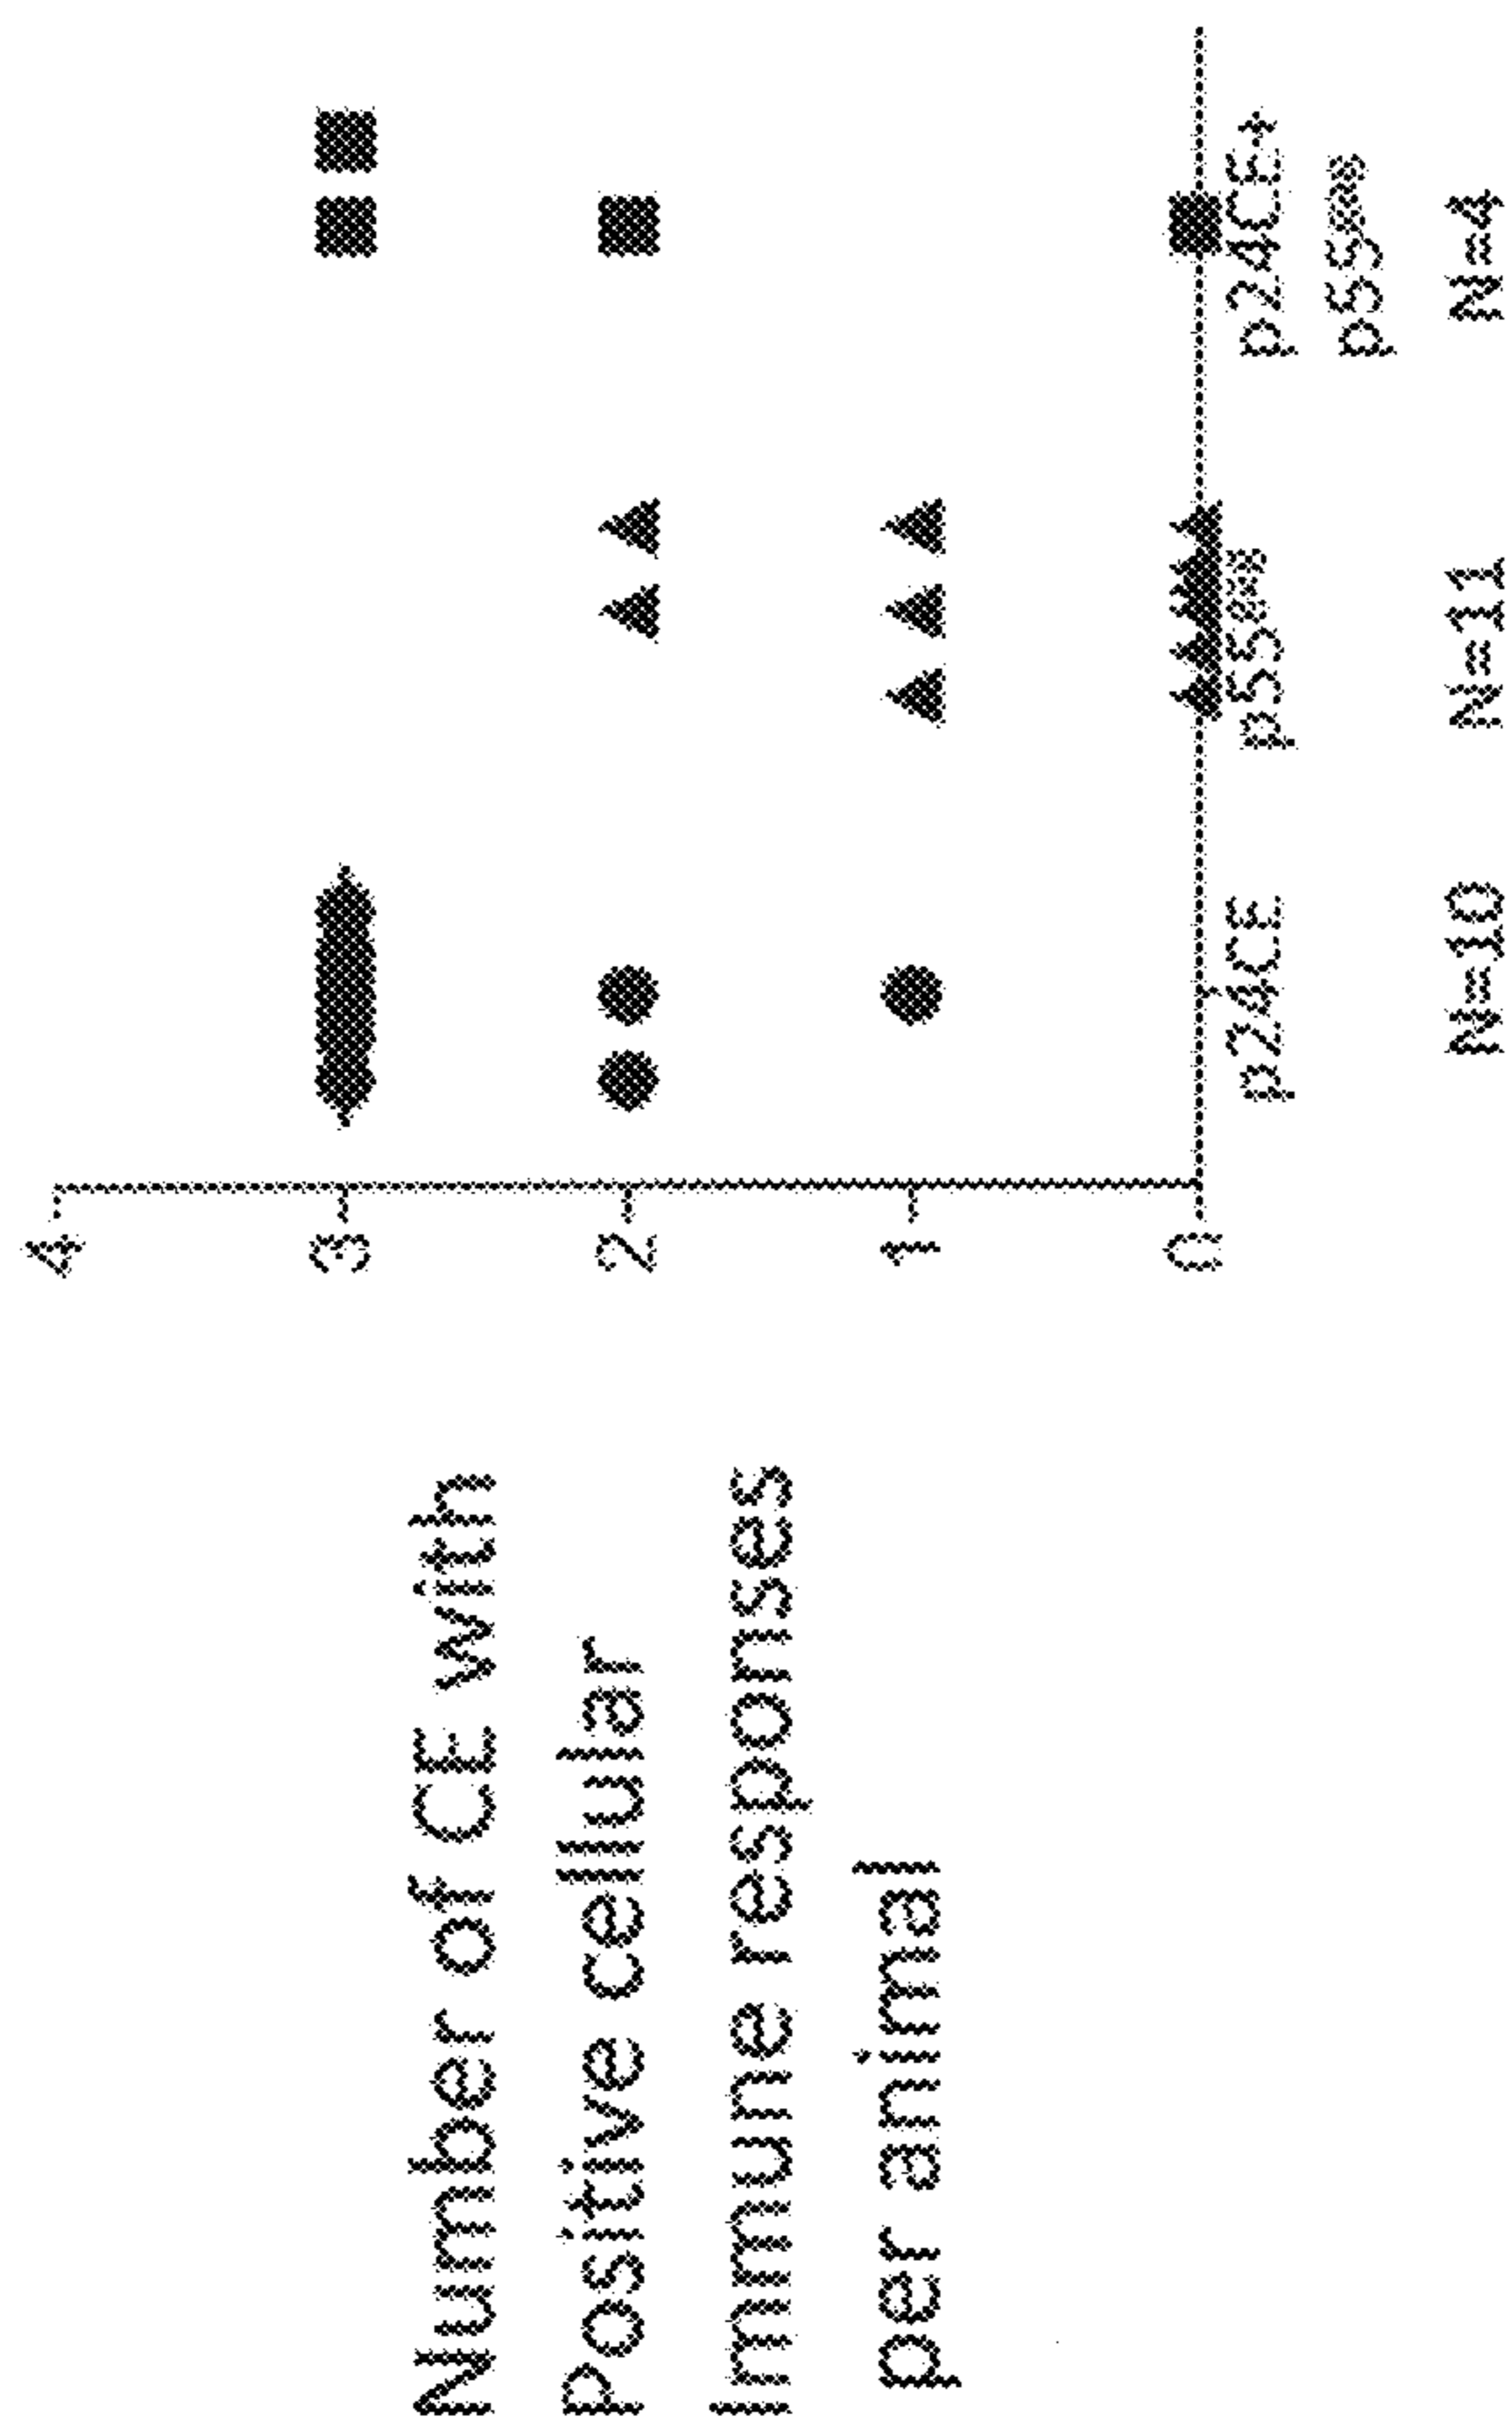 Number of CE with
Positive cellular
Immune responses
per animal
4
3
2
1
0
p24CE
p55gag
p24CE+
p55gag
N=10
N=11
N=4